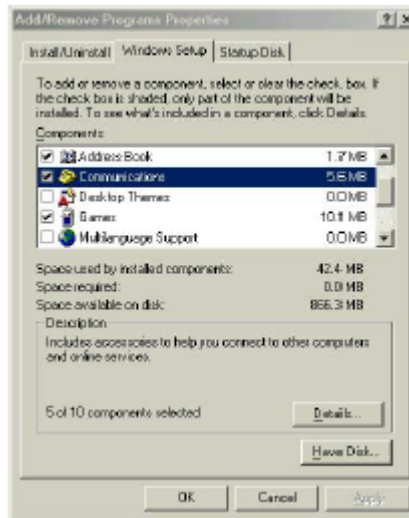 Add/Remove Programs Properties
Install/Uninstall Windows Setup Startup Disk
To add or remove a component, select or clear the check box. If
the check box is shaded, only part of the component will be
installed. To see what's included in a component, click Details.
Components:
Address Book 1.7 MB
Communications 5.6 MB
Desktop Themes 0.0 MB
Games 10.1 MB
Multilanguage Support 0.0 MB
Space used by installed components: 42.4 MB
Space required: 0.0 MB
Space available on disk: 866.3 MB
Description
Includes accessories to help you connect to other computers
and online services.
5 of 10 components selected
Details...
Have Disk...
OK Cancel Apply